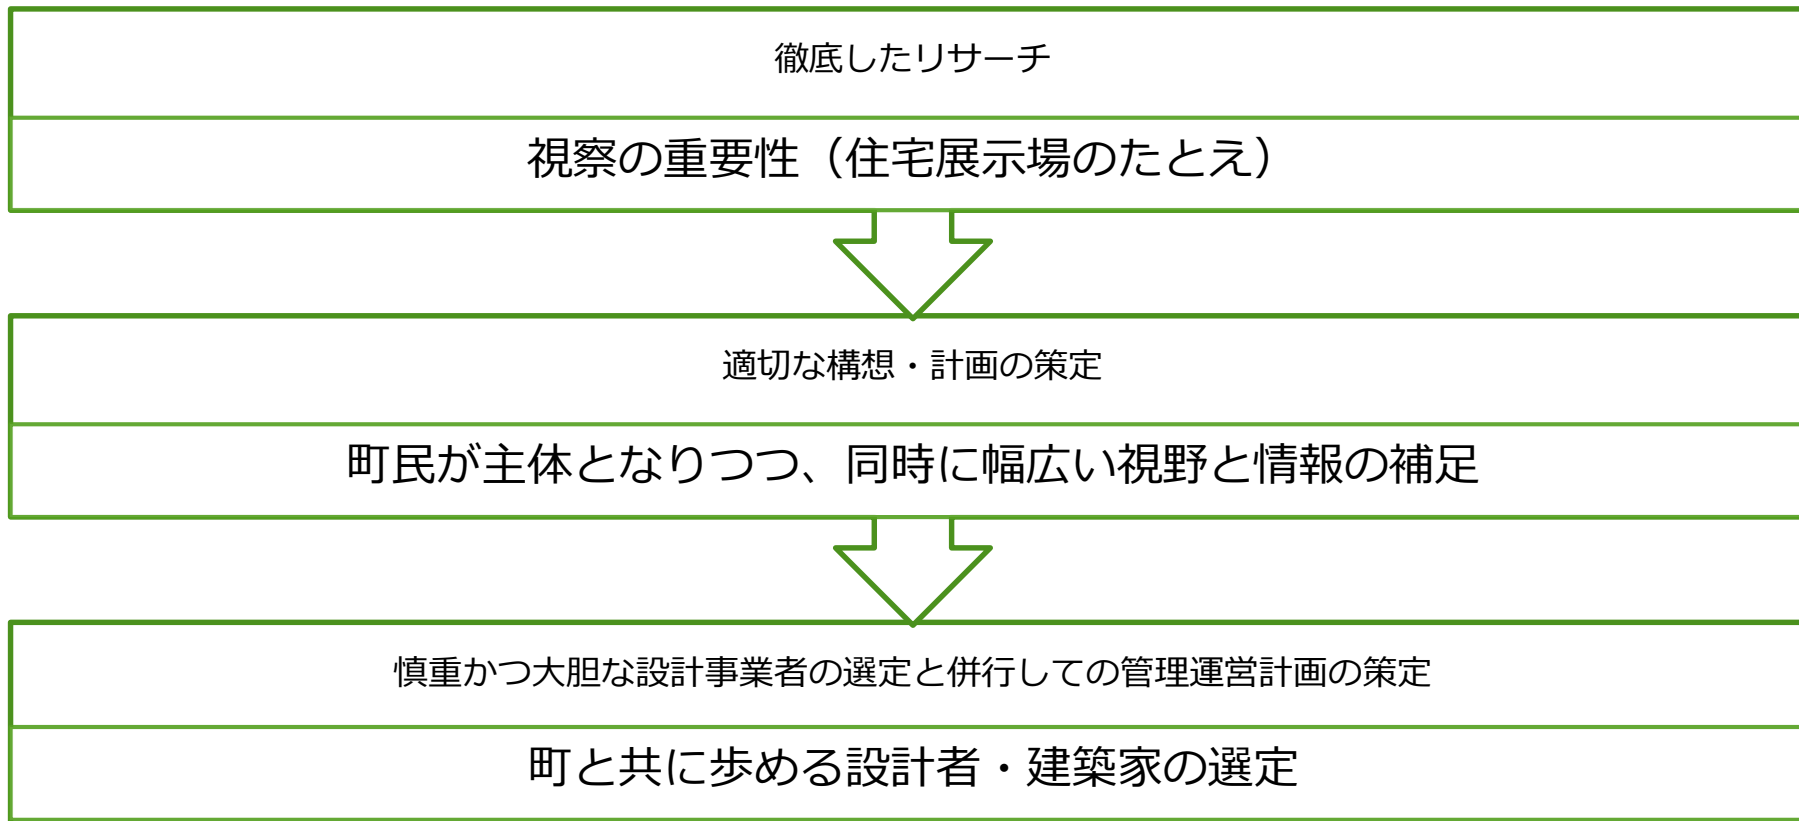 徹底したリサーチ
視察の重要性（住宅展示場のたとえ）
適切な構想・計画の策定
町民が主体となりつつ、同時に幅広い視野と情報の補足
慎重かつ大胆な設計事業者の選定と併行しての管理運営計画の策定
町と共に歩める設計者・建築家の選定